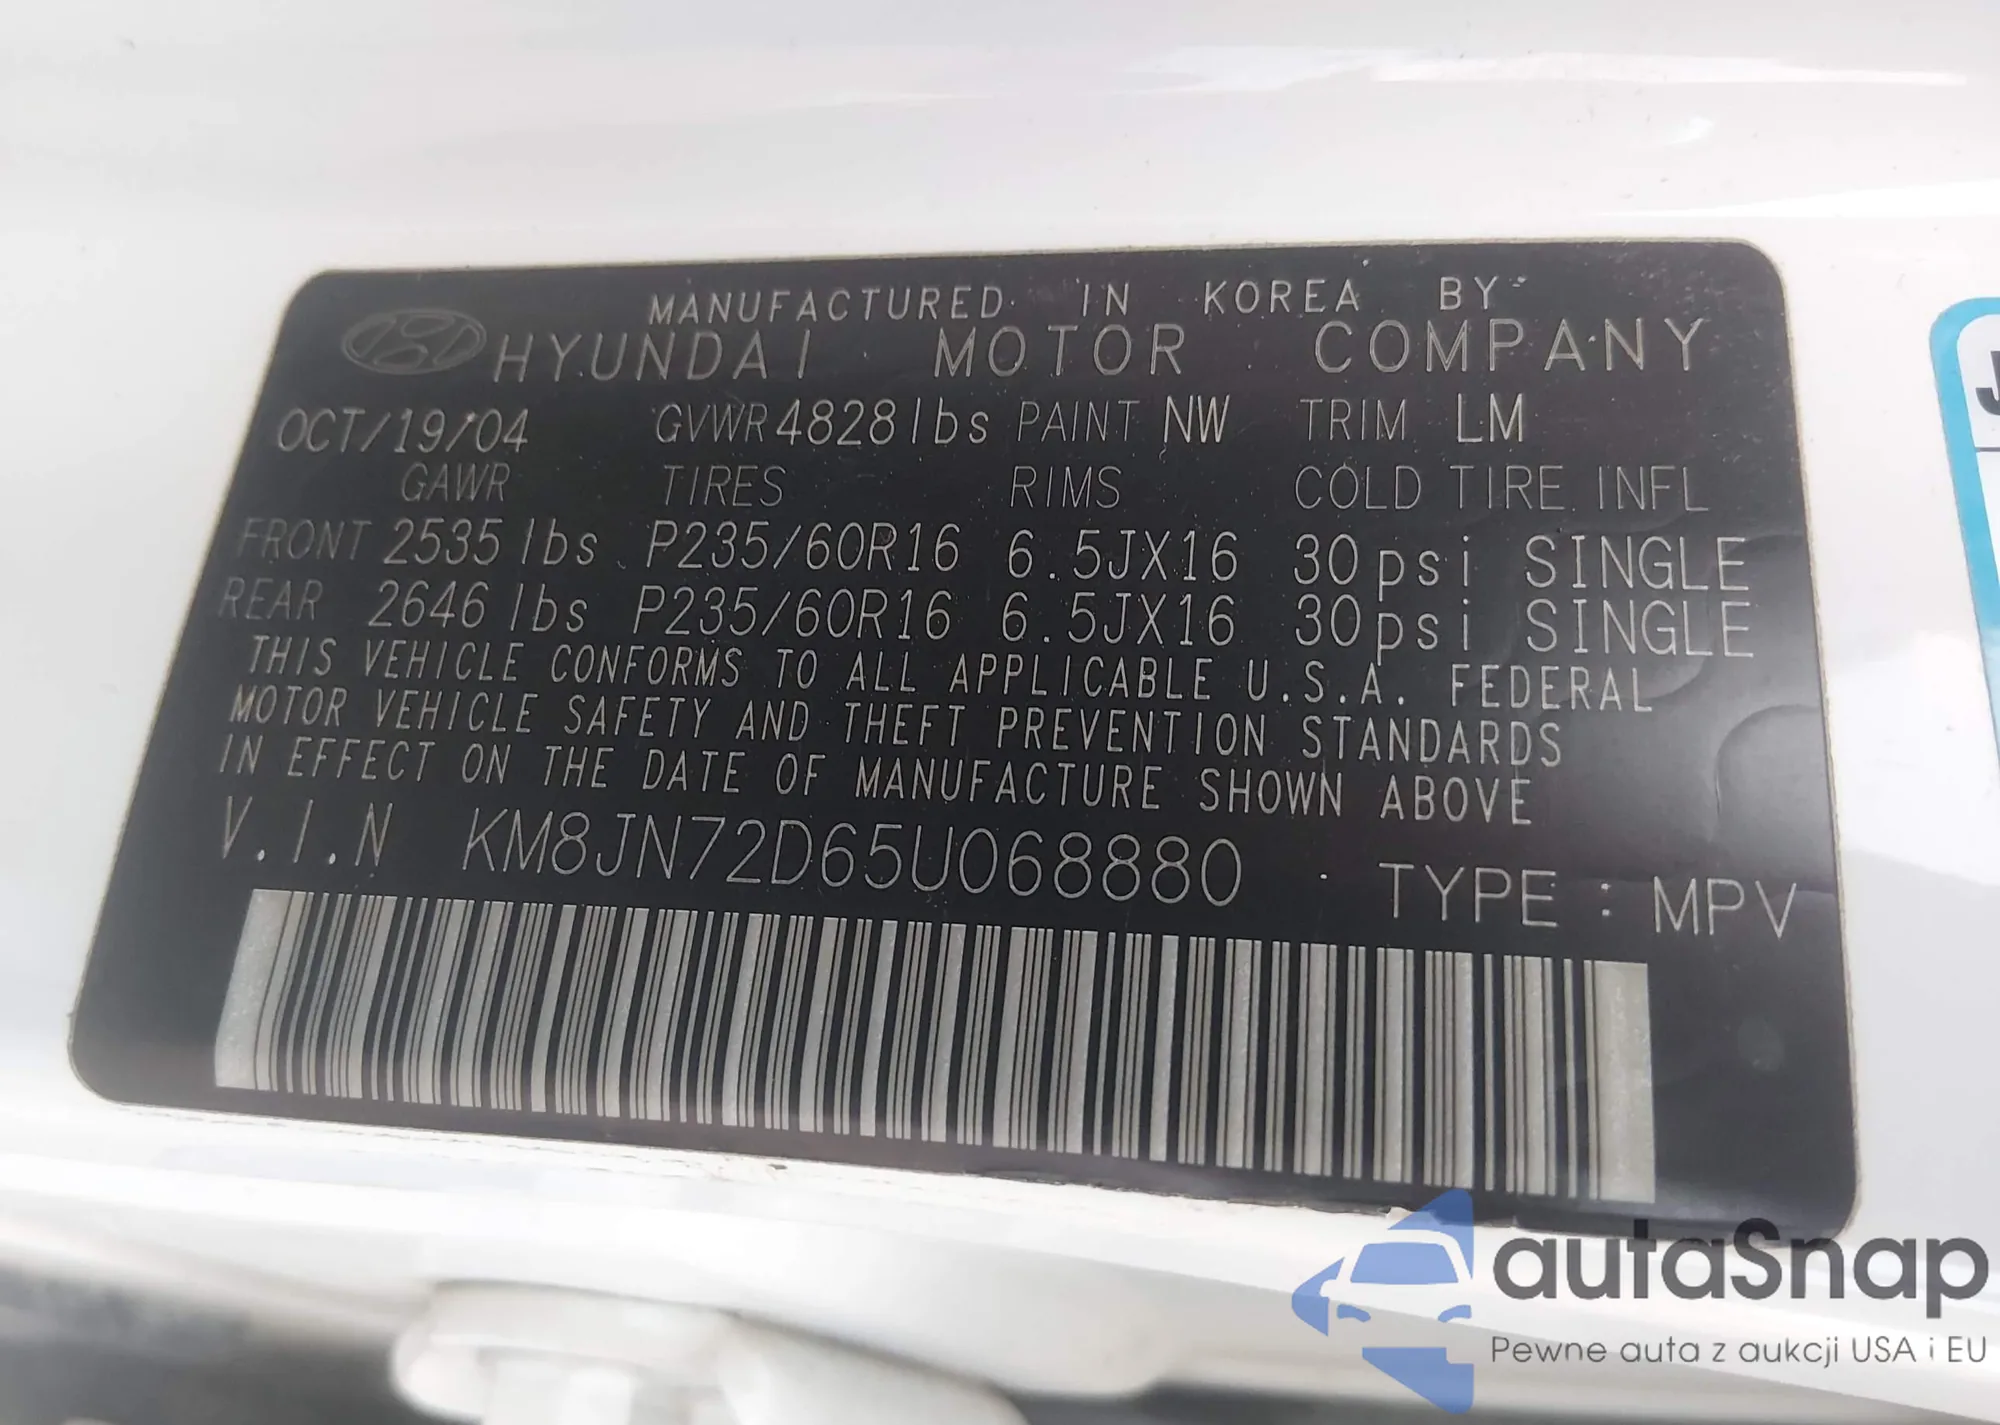 MANUFACTURED IN KOREA BY
HYUNDAI MOTOR COMPANY
OCT/19/04 GVWR 4828lbs PAINT NW TRIM LM
GAWR TIRES RIMS COLD TIRE INFL
FRONT 2535 lbs P235/60R16 6.5JX16 30psi SINGLE
REAR 2646 lbs P235/60R16 6.5JX16 30psi SINGLE
THIS VEHICLE CONFORMS TO ALL APPLICABLE U.S.A. FEDERAL
MOTOR VEHICLE SAFETY AND THEFT PREVENTION STANDARDS
IN EFFECT ON THE DATE OF MANUFACTURE SHOWN ABOVE
V.I.N KM8JN72D65U068880 TYPE : MPV
autaSnap
Pewne auta z aukcji USA i EU